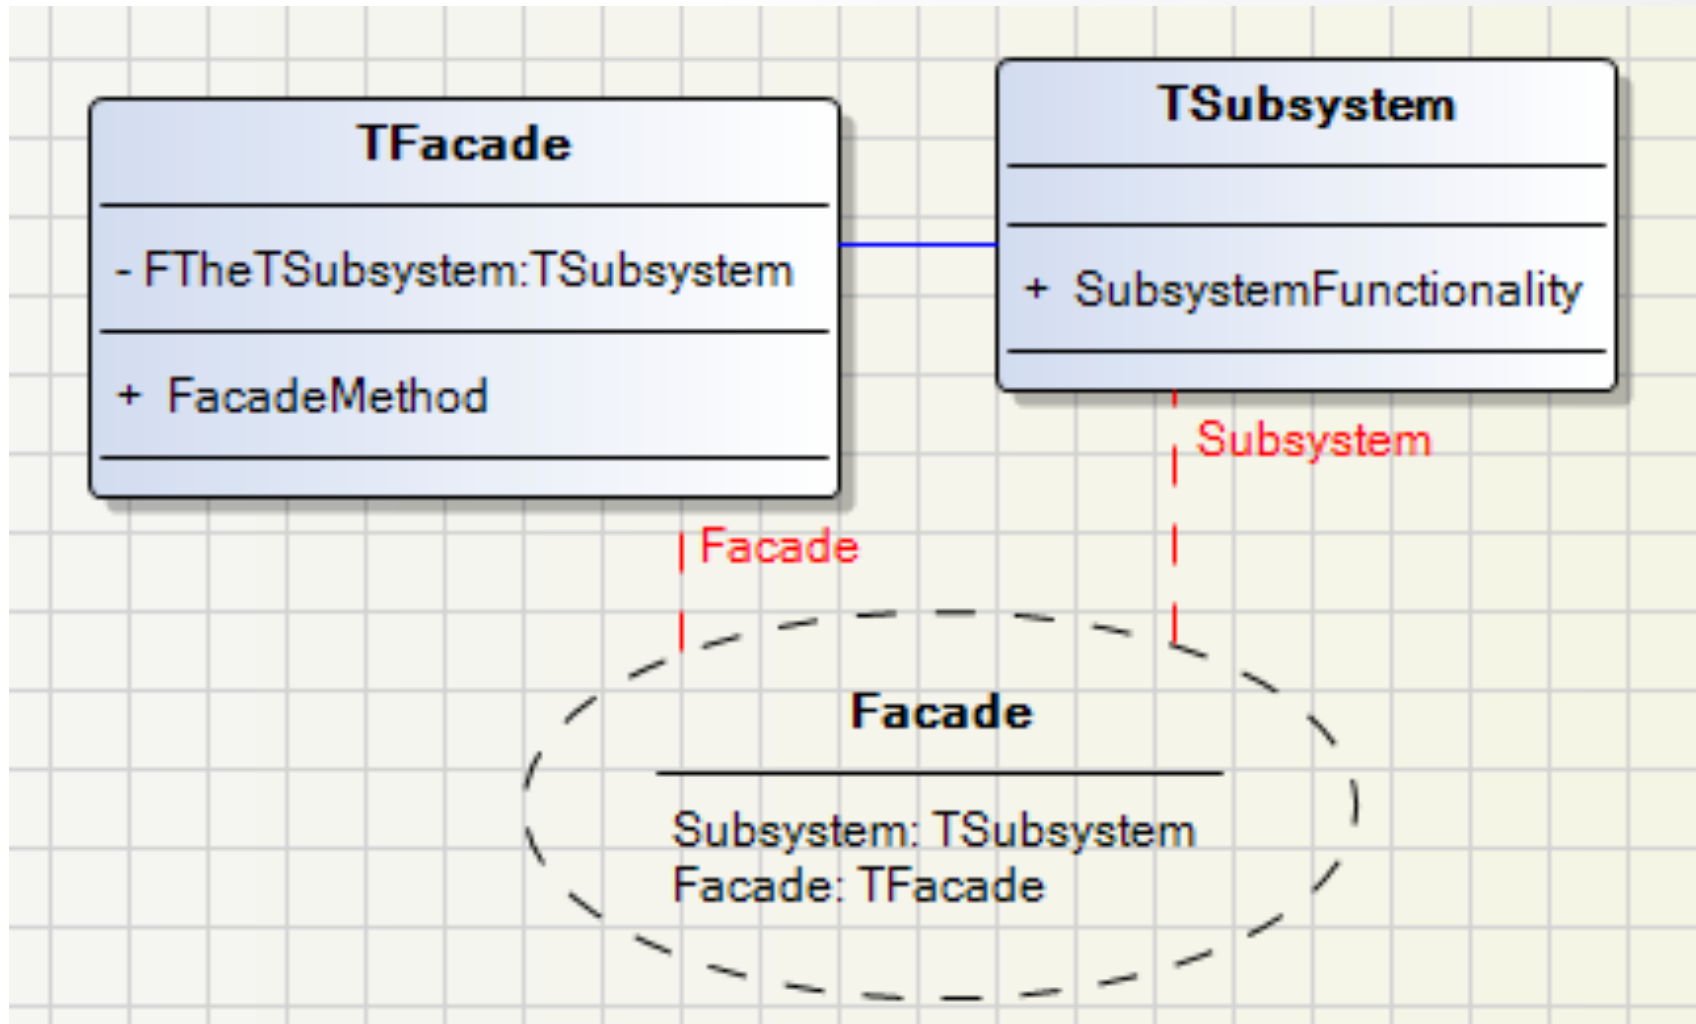 TFacade
- FTheTSubsystem:TSubsystem
+ FacadeMethod
TSubsystem
+ SubsystemFunctionality
Subsystem
Facade
Facade
Subsystem: TSubsystem
Facade: TFacade